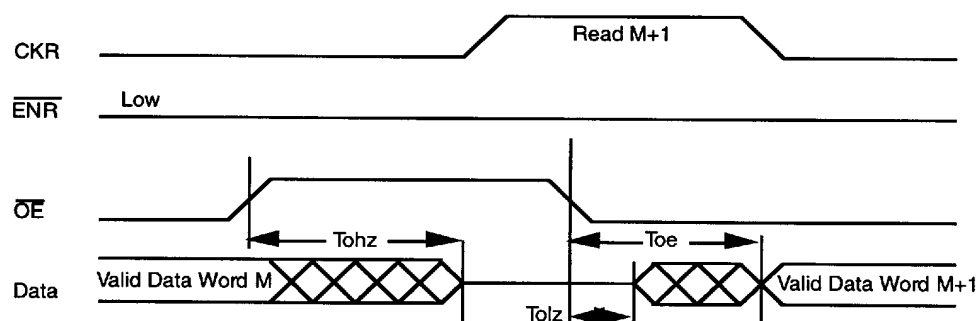 CKR
Read M+1
ENR
Low
OE
Tohz
Toe
Data
Valid Data Word M
Valid Data Word M+1
Tolz